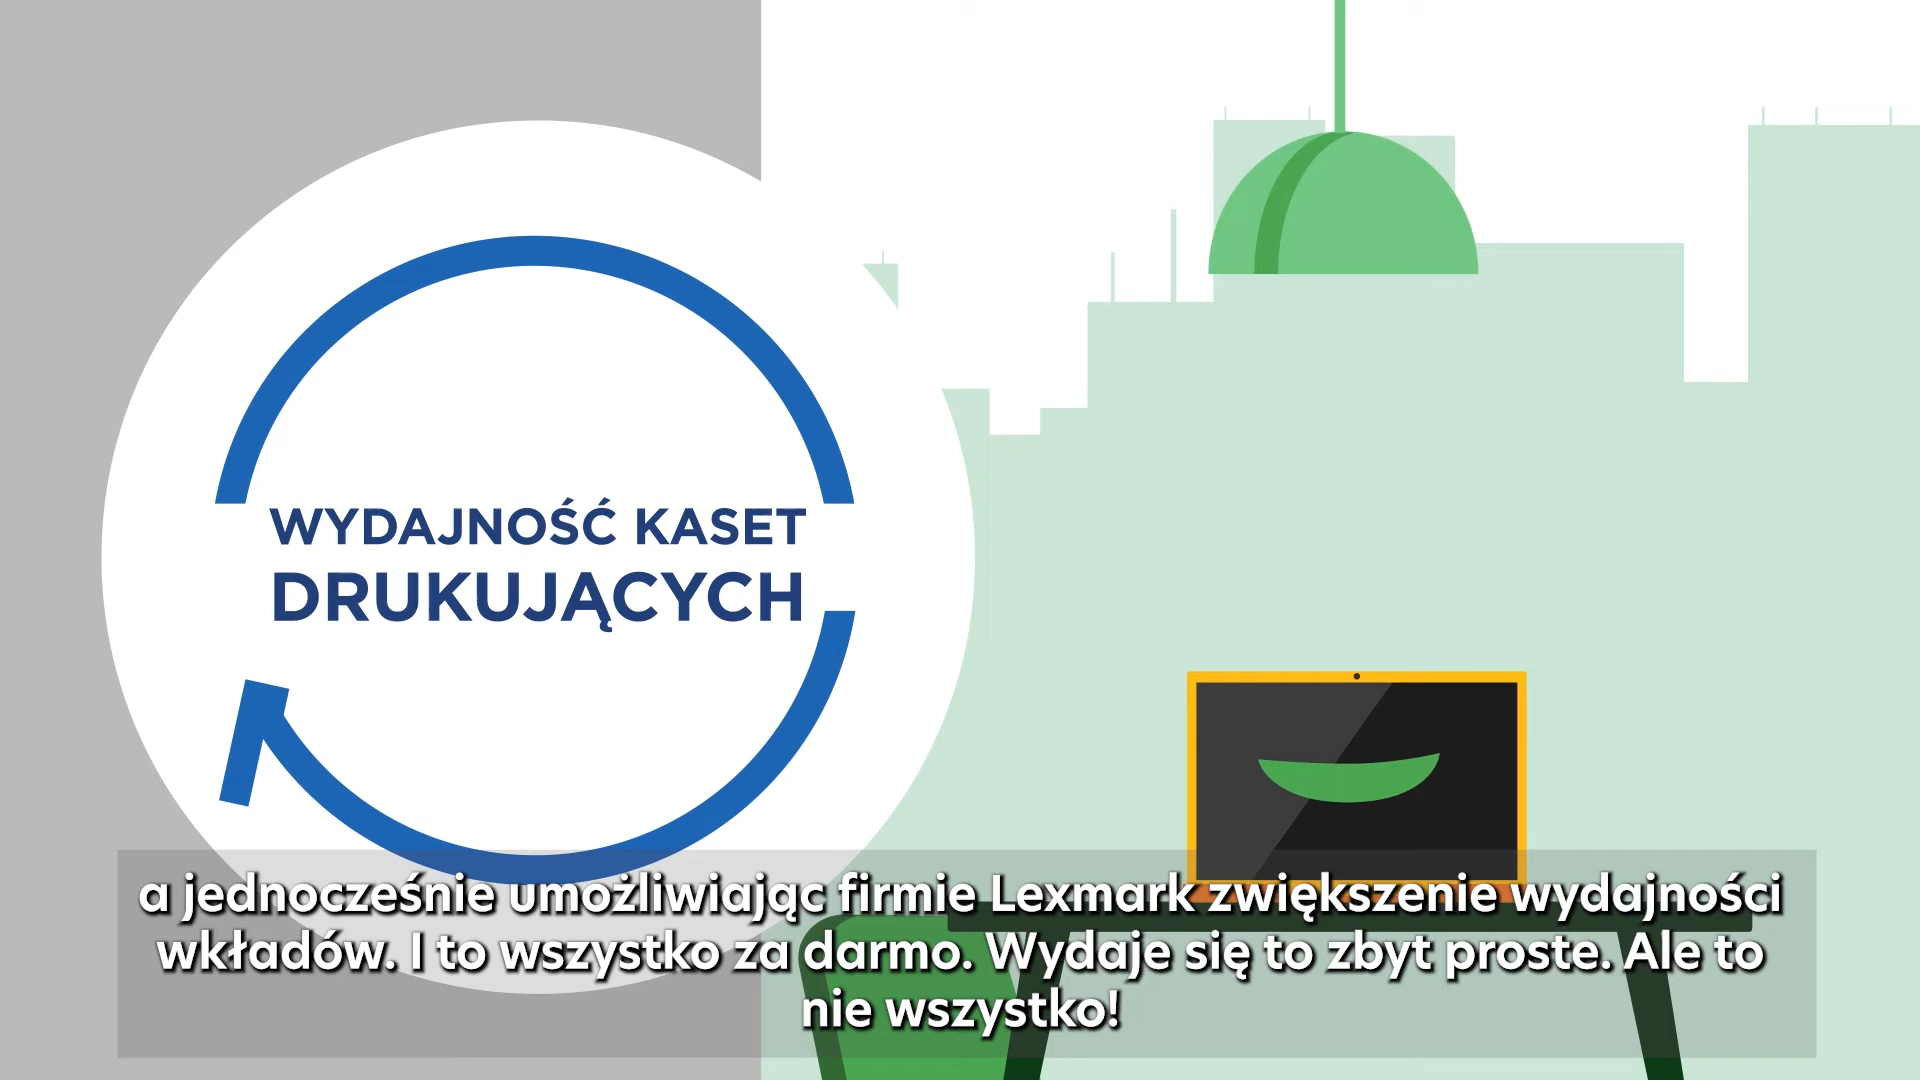 WYDAJNOŚĆ KASET
DRUKUJĄCYCH
a jednocześnie umożliwiając firmie Lexmark zwiększenie wydajności
wkładów. I to wszystko za darmo. Wydaje się to zbyt proste. Ale to
nie wszystko!